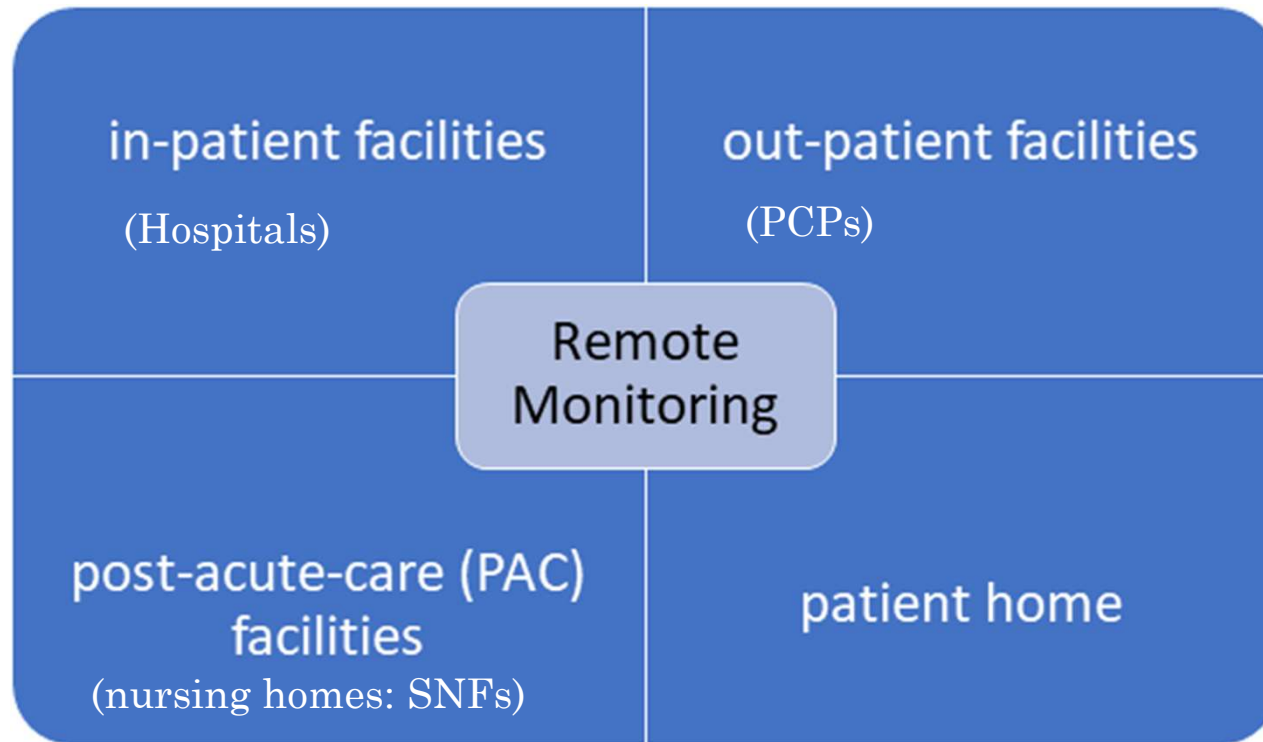 in-patient facilities
(Hospitals)
out-patient facilities
(PCPs)
Remote
Monitoring
post-acute-care (PAC)
facilities
(nursing homes: SNFs)
patient home